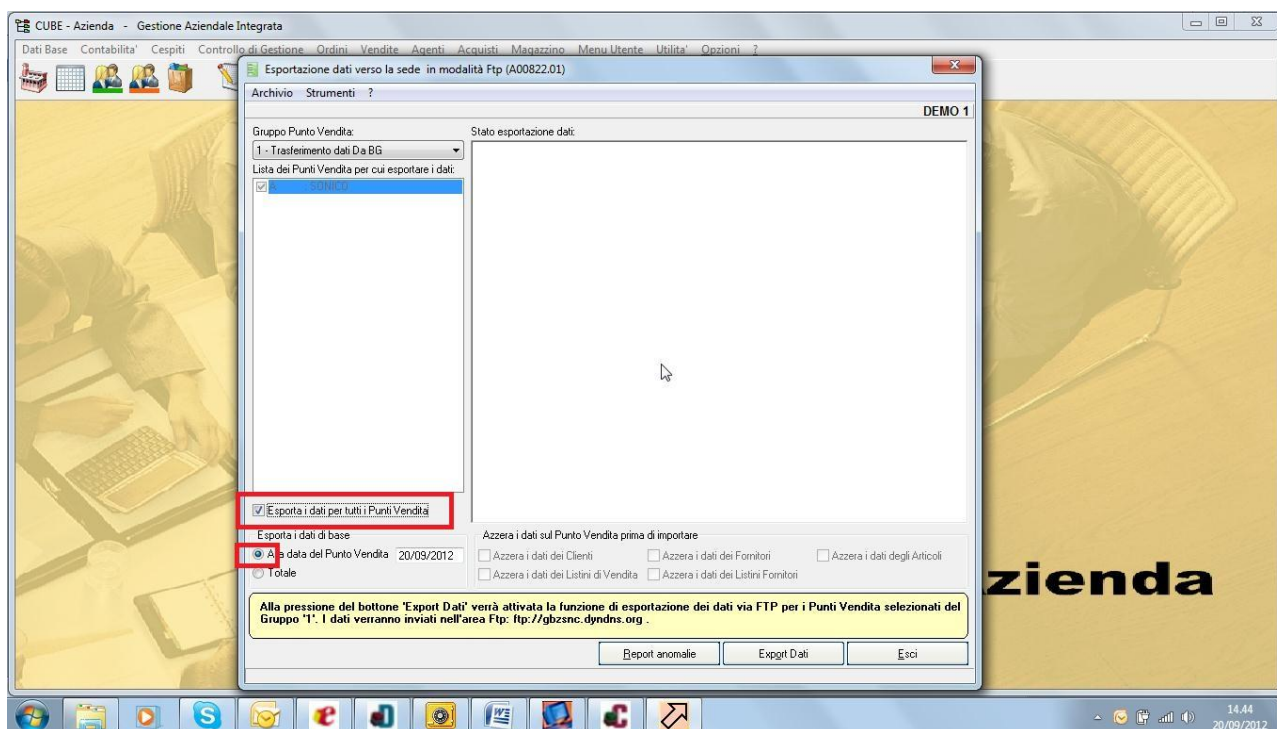 CUBE - Azienda - Gestione Aziendale Integrata
Dati Base Contabilita' Cespiti Controllo di Gestione Ordini Vendite Agenti Acquisti Magazzino Menu Utente Utilita' Opzioni ?
Esportazione dati verso la sede in modalità Ftp (A00822.01)
Archivio Strumenti ?
DEMO 1
Gruppo Punto Vendita:
Stato esportazione dati:
1 - Trasferimento dati Da BG
Lista dei Punti Vendita per cui esportare i dati:
A : SONICO
Esporta i dati per tutti i Punti Vendita
Esporta i dati di base
Azzera i dati sul Punto Vendita prima di importare
Alla data del Punto Vendita 20/09/2012
Azzera i dati dei Clienti Azzera i dati dei Fornitori Azzera i dati degli Articoli
Totale
Azzera i dati dei Listini di Vendita Azzera i dati dei Listini Fornitori
zienda
Alla pressione del bottone 'Export Dati' verrà attivata la funzione di esportazione dei dati via FTP per i Punti Vendita selezionati del
Gruppo '1'. I dati verranno inviati nell'area Ftp: ftp://gbzsnc.dyndns.org .
Report anomalie Export Dati Esci
14.44
20/09/2012